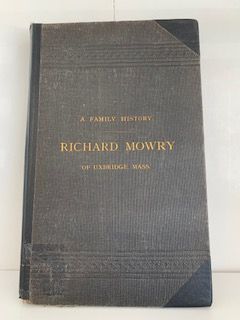 A FAMILY HISTORY
RICHARD MOWRY
OF UXBRIDGE MASS.